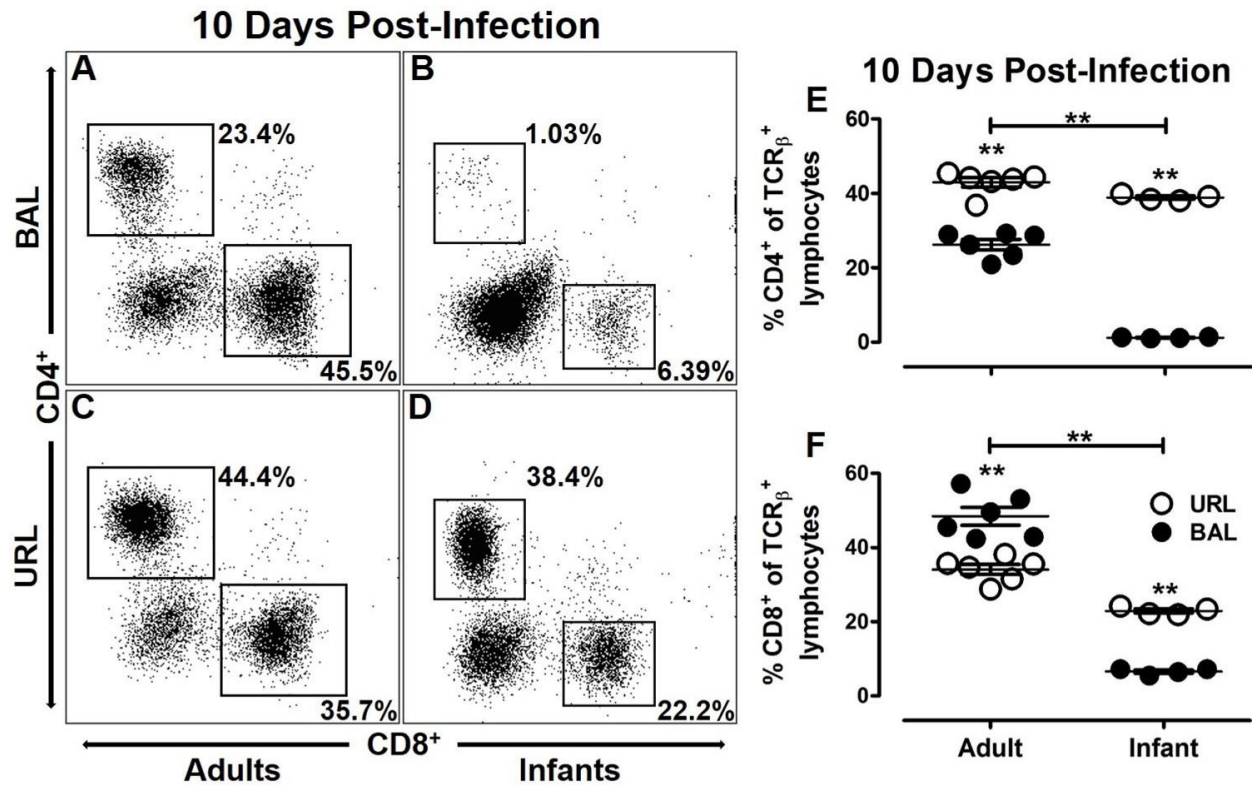 10 Days Post-Infection
A
23.4%
45.5%
B
1.03%
6.39%
C
44.4%
35.7%
D
38.4%
22.2%
BAL
CD4⁺
URL
CD8⁺
Adults
Infants
10 Days Post-Infection
E
% CD4⁺ of TCRβ⁺
lymphocytes
60
40
20
0
**
**
**
F
% CD8⁺ of TCRβ⁺
lymphocytes
60
40
20
0
**
**
**
URL
BAL
Adult
Infant